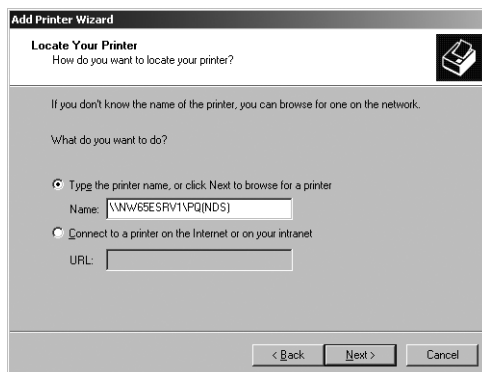 Add Printer Wizard
Locate Your Printer
How do you want to locate your printer?
If you don't know the name of the printer, you can browse for one on the network.
What do you want to do?
Type the printer name, or click Next to browse for a printer
Name: \\NW65ESRV1\PQ(NDS)
Connect to a printer on the Internet or on your intranet
URL:
< Back Next > Cancel